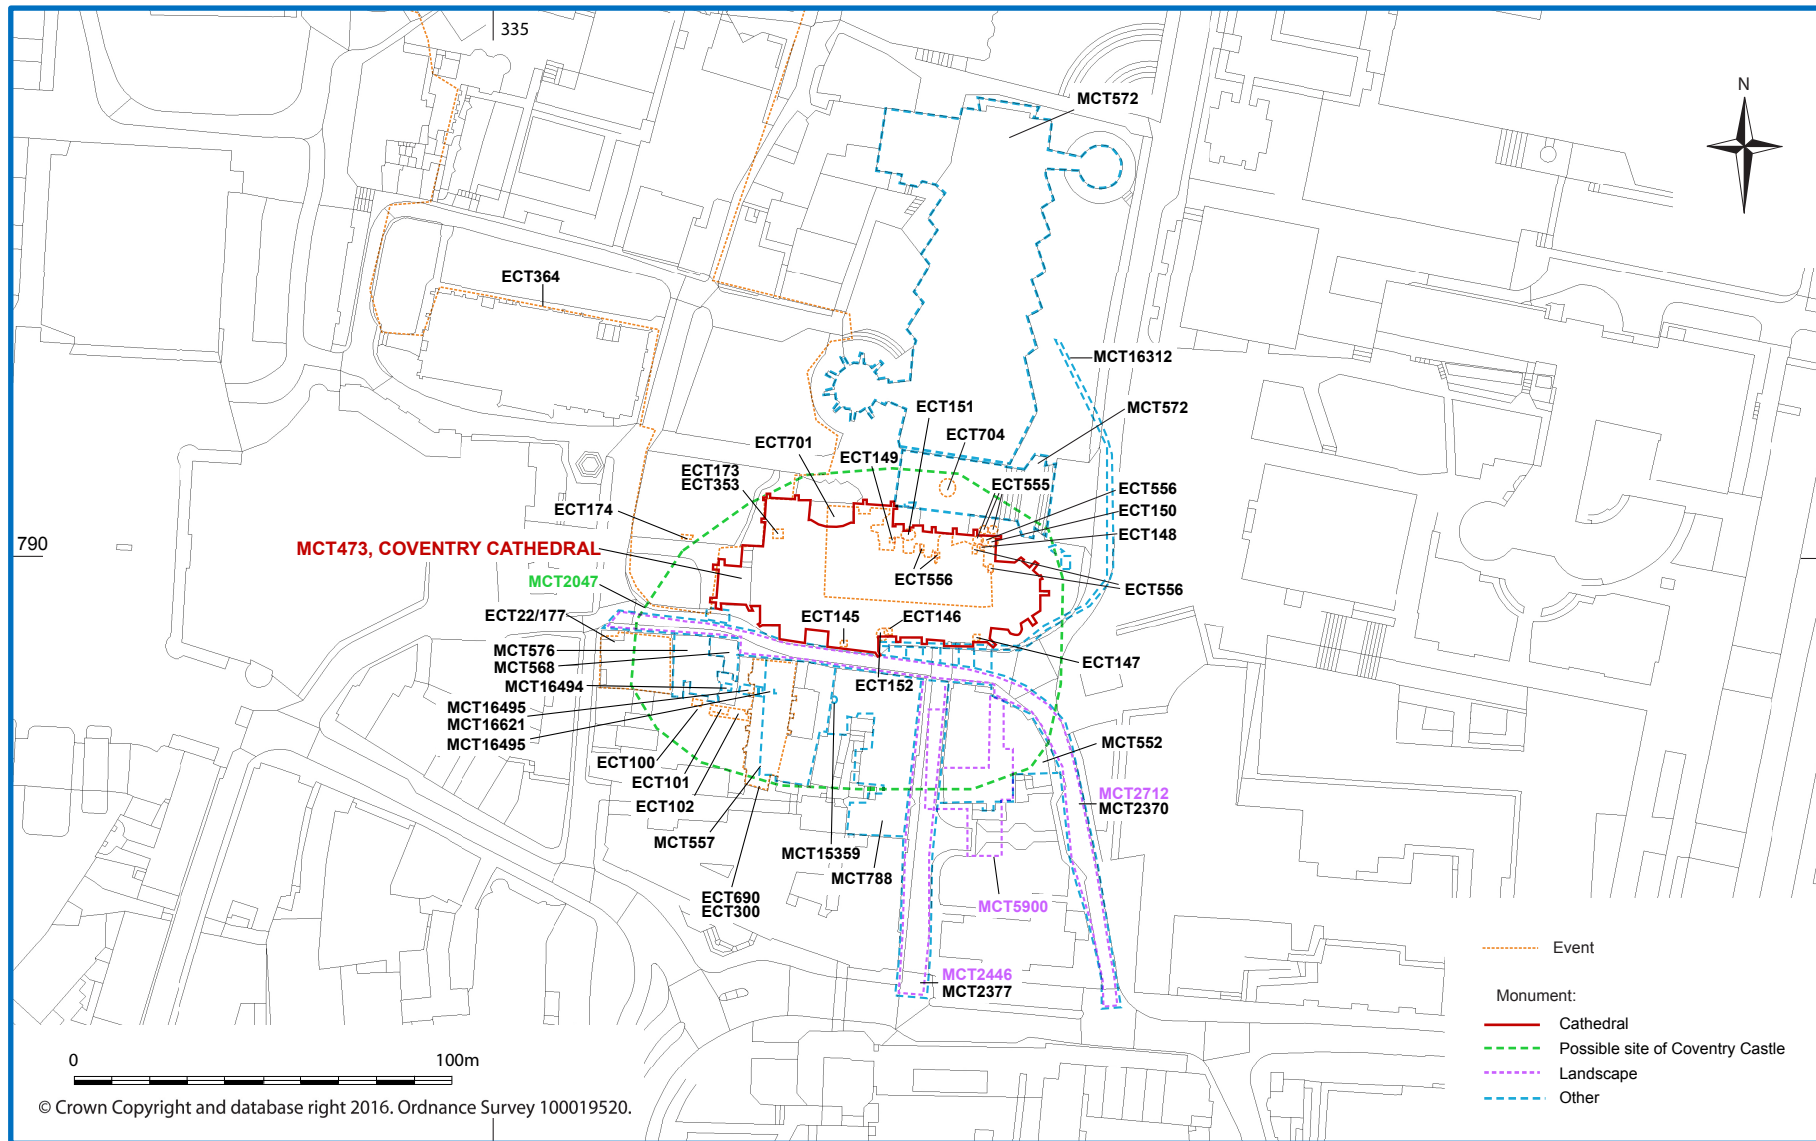 335
MCT572
N
ECT364
MCT16312
MCT572
ECT151
ECT704
ECT701
ECT149
ECT173
ECT353
ECT555
ECT556
ECT174
ECT150
ECT148
790
MCT473, COVENTRY CATHEDRAL
MCT2047
ECT556
ECT556
ECT22/177
ECT145
ECT146
MCT576
MCT568
ECT147
MCT16494
ECT152
MCT16495
MCT16621
MCT16495
MCT552
ECT100
ECT101
MCT2712
MCT2370
ECT102
MCT557
MCT15359
MCT788
ECT690
ECT300
MCT5900
MCT2446
MCT2377
Event
Monument:
Cathedral
Possible site of Coventry Castle
Landscape
Other
0 100m
© Crown Copyright and database right 2016. Ordnance Survey 100019520.